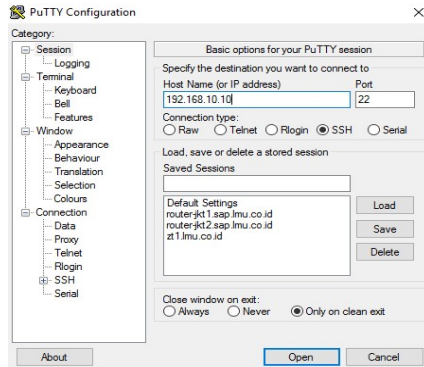 PuTTY Configuration
Category:
Session
Logging
Terminal
Keyboard
Bell
Features
Window
Appearance
Behaviour
Translation
Selection
Colours
Connection
Data
Proxy
Telnet
Rlogin
SSH
Serial
Basic options for your PuTTY session
Specify the destination you want to connect to
Host Name (or IP address) Port
192.168.10.10 22
Connection type:
Raw Telnet Rlogin SSH Serial
Load, save or delete a stored session
Saved Sessions
Default Settings
router-jkt1.sap.lmu.co.id
router-jkt2.sap.lmu.co.id
zt1.lmu.co.id
Load
Save
Delete
Close window on exit:
Always Never Only on clean exit
About Open Cancel